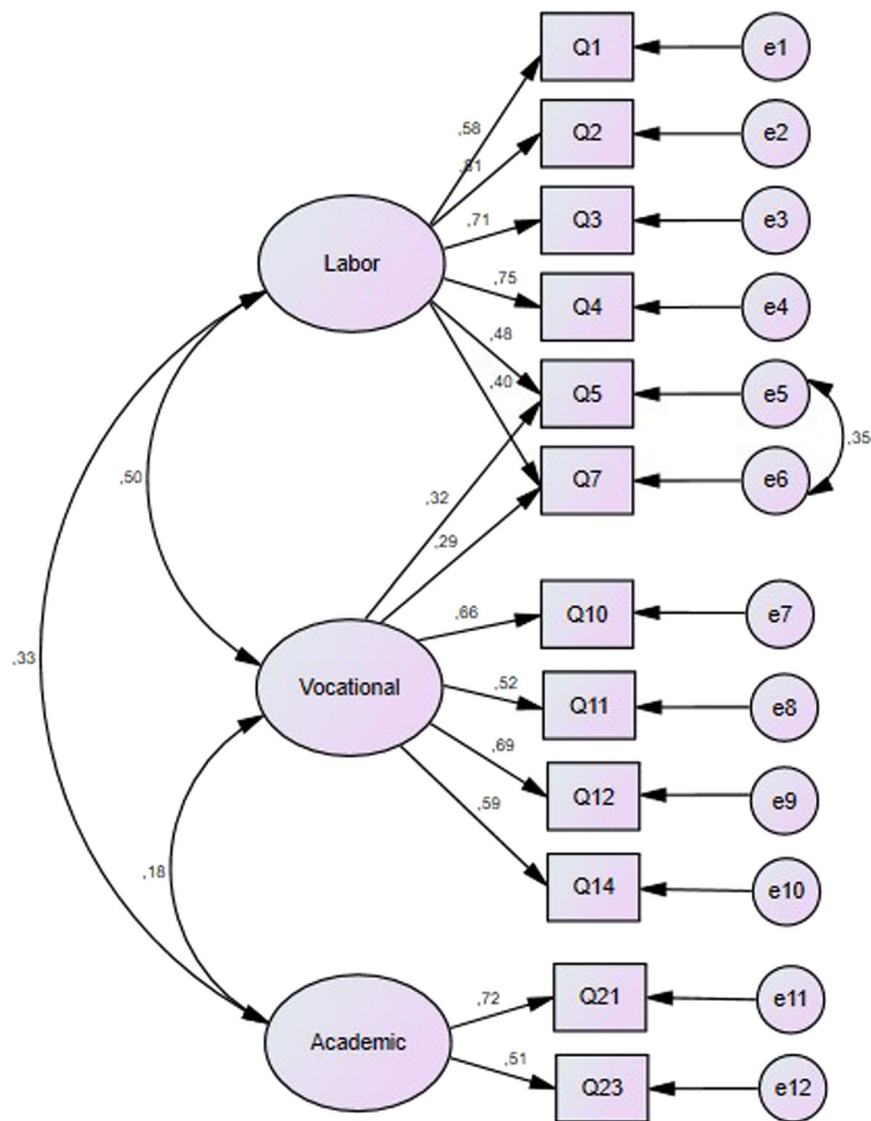 Q1
e1
,58
Q2
e2
,81
Q3
e3
,71
Labor
,75
Q4
e4
,48
,40
Q5
e5
,35
Q7
e6
,50
,32
,29
Q10
e7
,66
,33
Vocational
,52
Q11
e8
,69
Q12
e9
,59
,18
Q14
e10
,72
Q21
e11
Academic
,51
Q23
e12